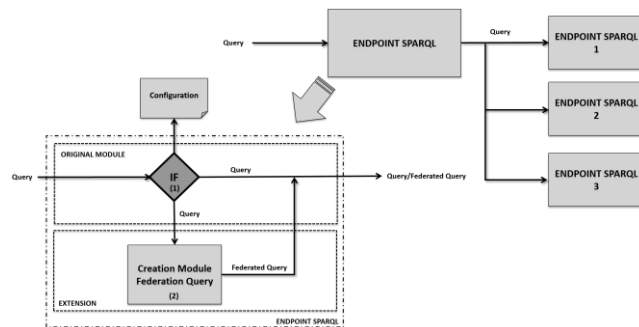 Query
ENDPOINT SPARQL
Query
ENDPOINT SPARQL
1
ENDPOINT SPARQL
2
ENDPOINT SPARQL
3
Configuration
ORIGINAL MODULE
Query
IF
(1)
Query
Query/Federated Query
Query
Creation Module
Federation Query
(2)
Federated Query
EXTENSION
ENDPOINT SPARQL